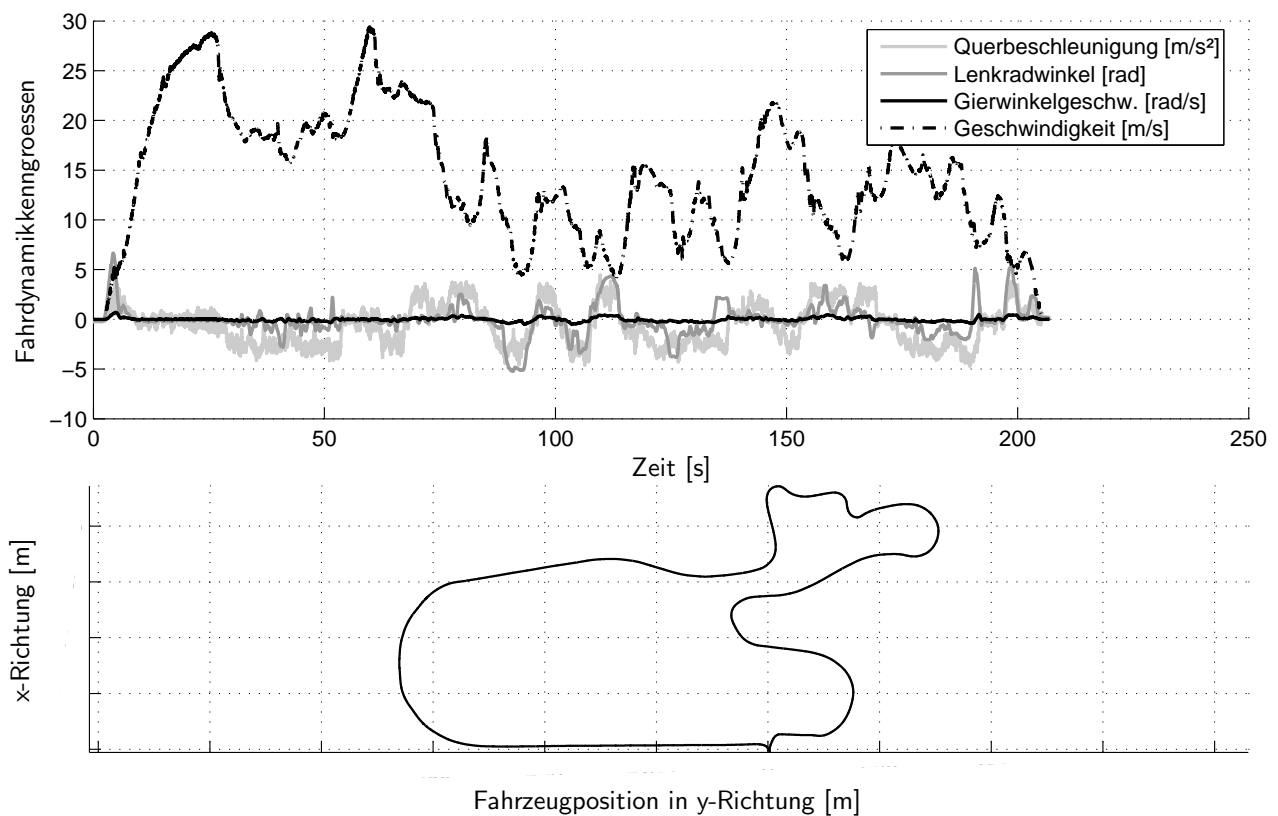 30
25
20
15
10
5
0
−5
−10
Fahrdynamikkenngroessen
Querbeschleunigung [m/s²]
Lenkradwinkel [rad]
Gierwinkelgeschw. [rad/s]
Geschwindigkeit [m/s]
0 50 100 150 200 250
Zeit [s]
x-Richtung [m]
Fahrzeugposition in y-Richtung [m]